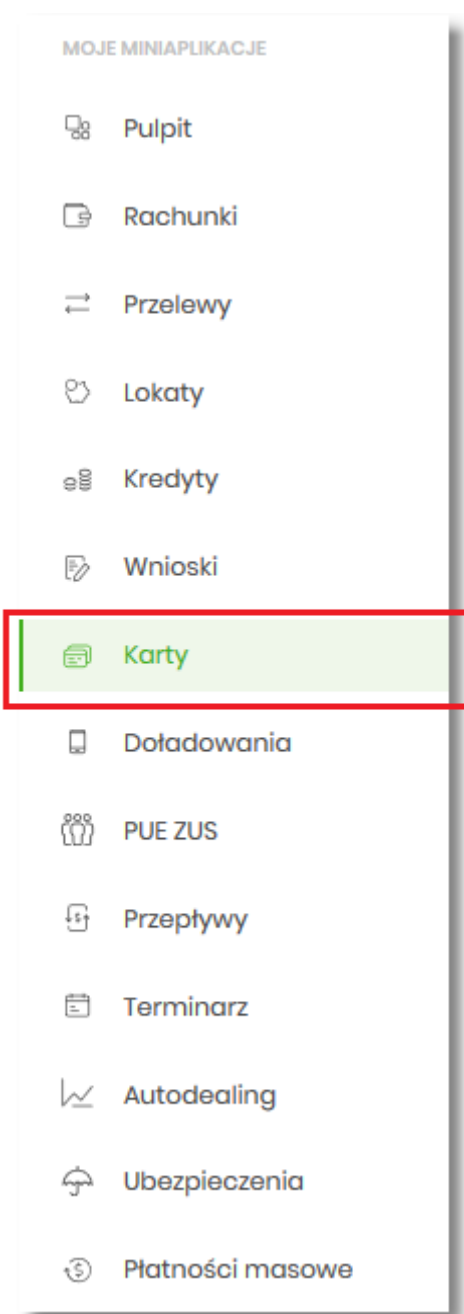 MOJE MINIAPLIKACJE
Pulpit
Rachunki
Przelewy
Lokaty
Kredyty
Wnioski
Karty
Doładowania
PUE ZUS
Przepływy
Terminarz
Autodealing
Ubezpieczenia
Płatności masowe